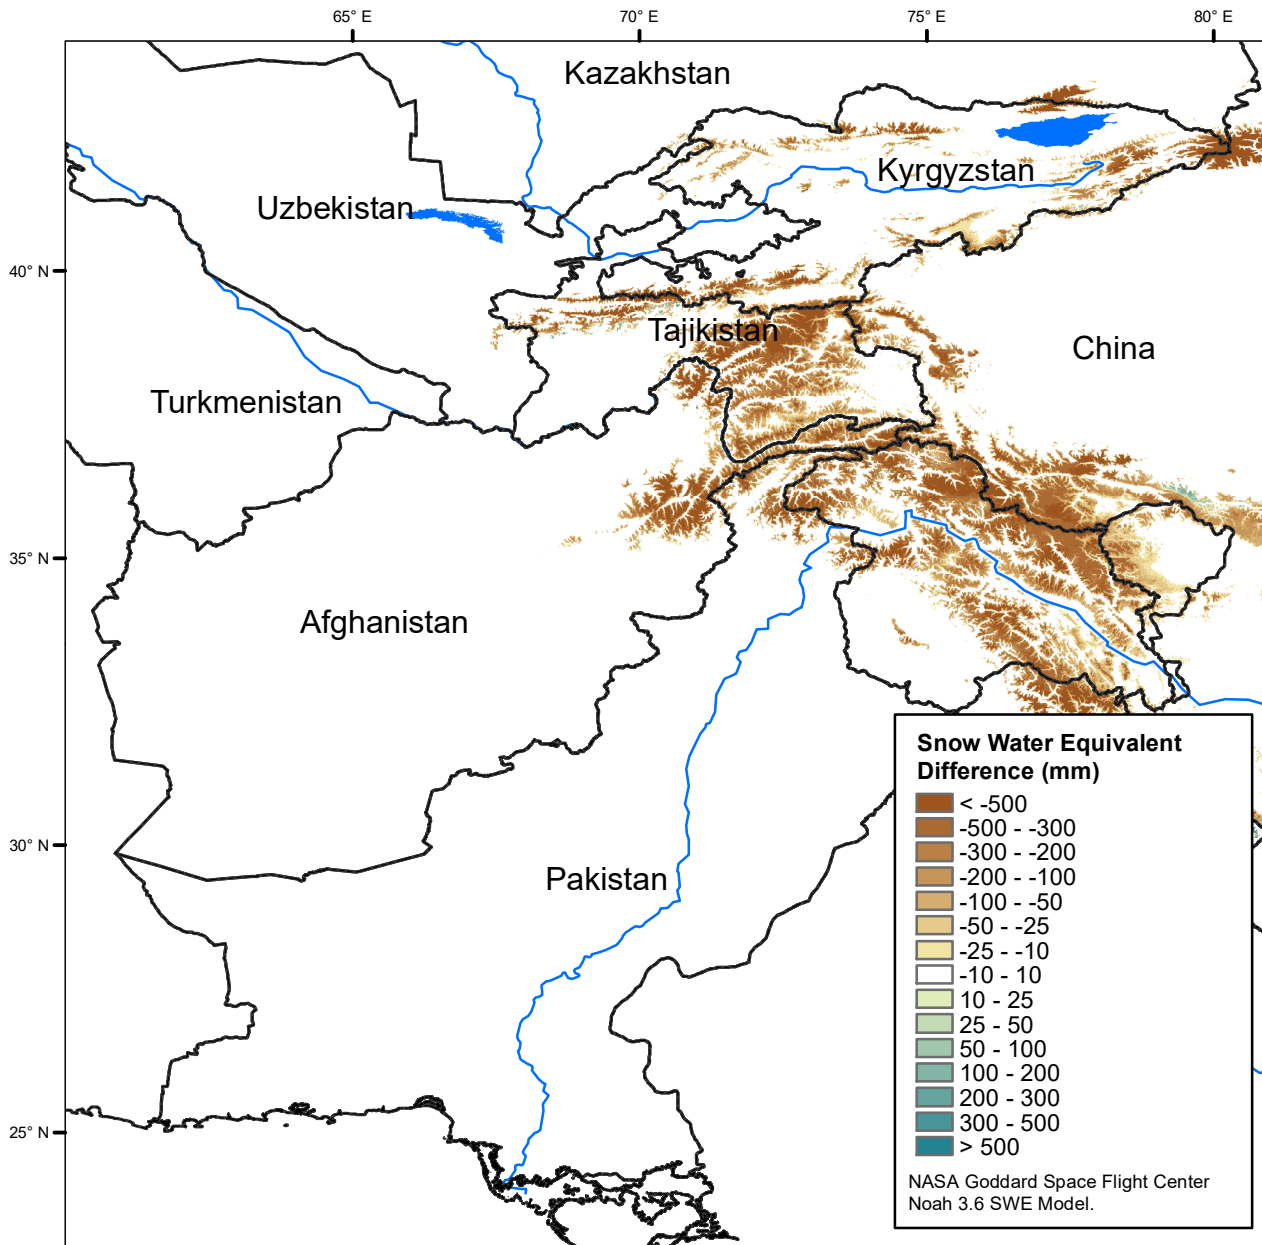 65° E
70° E
75° E
80° E
Kazakhstan
Kyrgyzstan
Uzbekistan
40° N
Tajikistan
China
Turkmenistan
35° N
Afghanistan
30° N
Pakistan
25° N
Snow Water Equivalent
Difference (mm)
< -500
-500 - -300
-300 - -200
-200 - -100
-100 - -50
-50 - -25
-25 - -10
-10 - 10
10 - 25
25 - 50
50 - 100
100 - 200
200 - 300
300 - 500
> 500
NASA Goddard Space Flight Center
Noah 3.6 SWE Model.